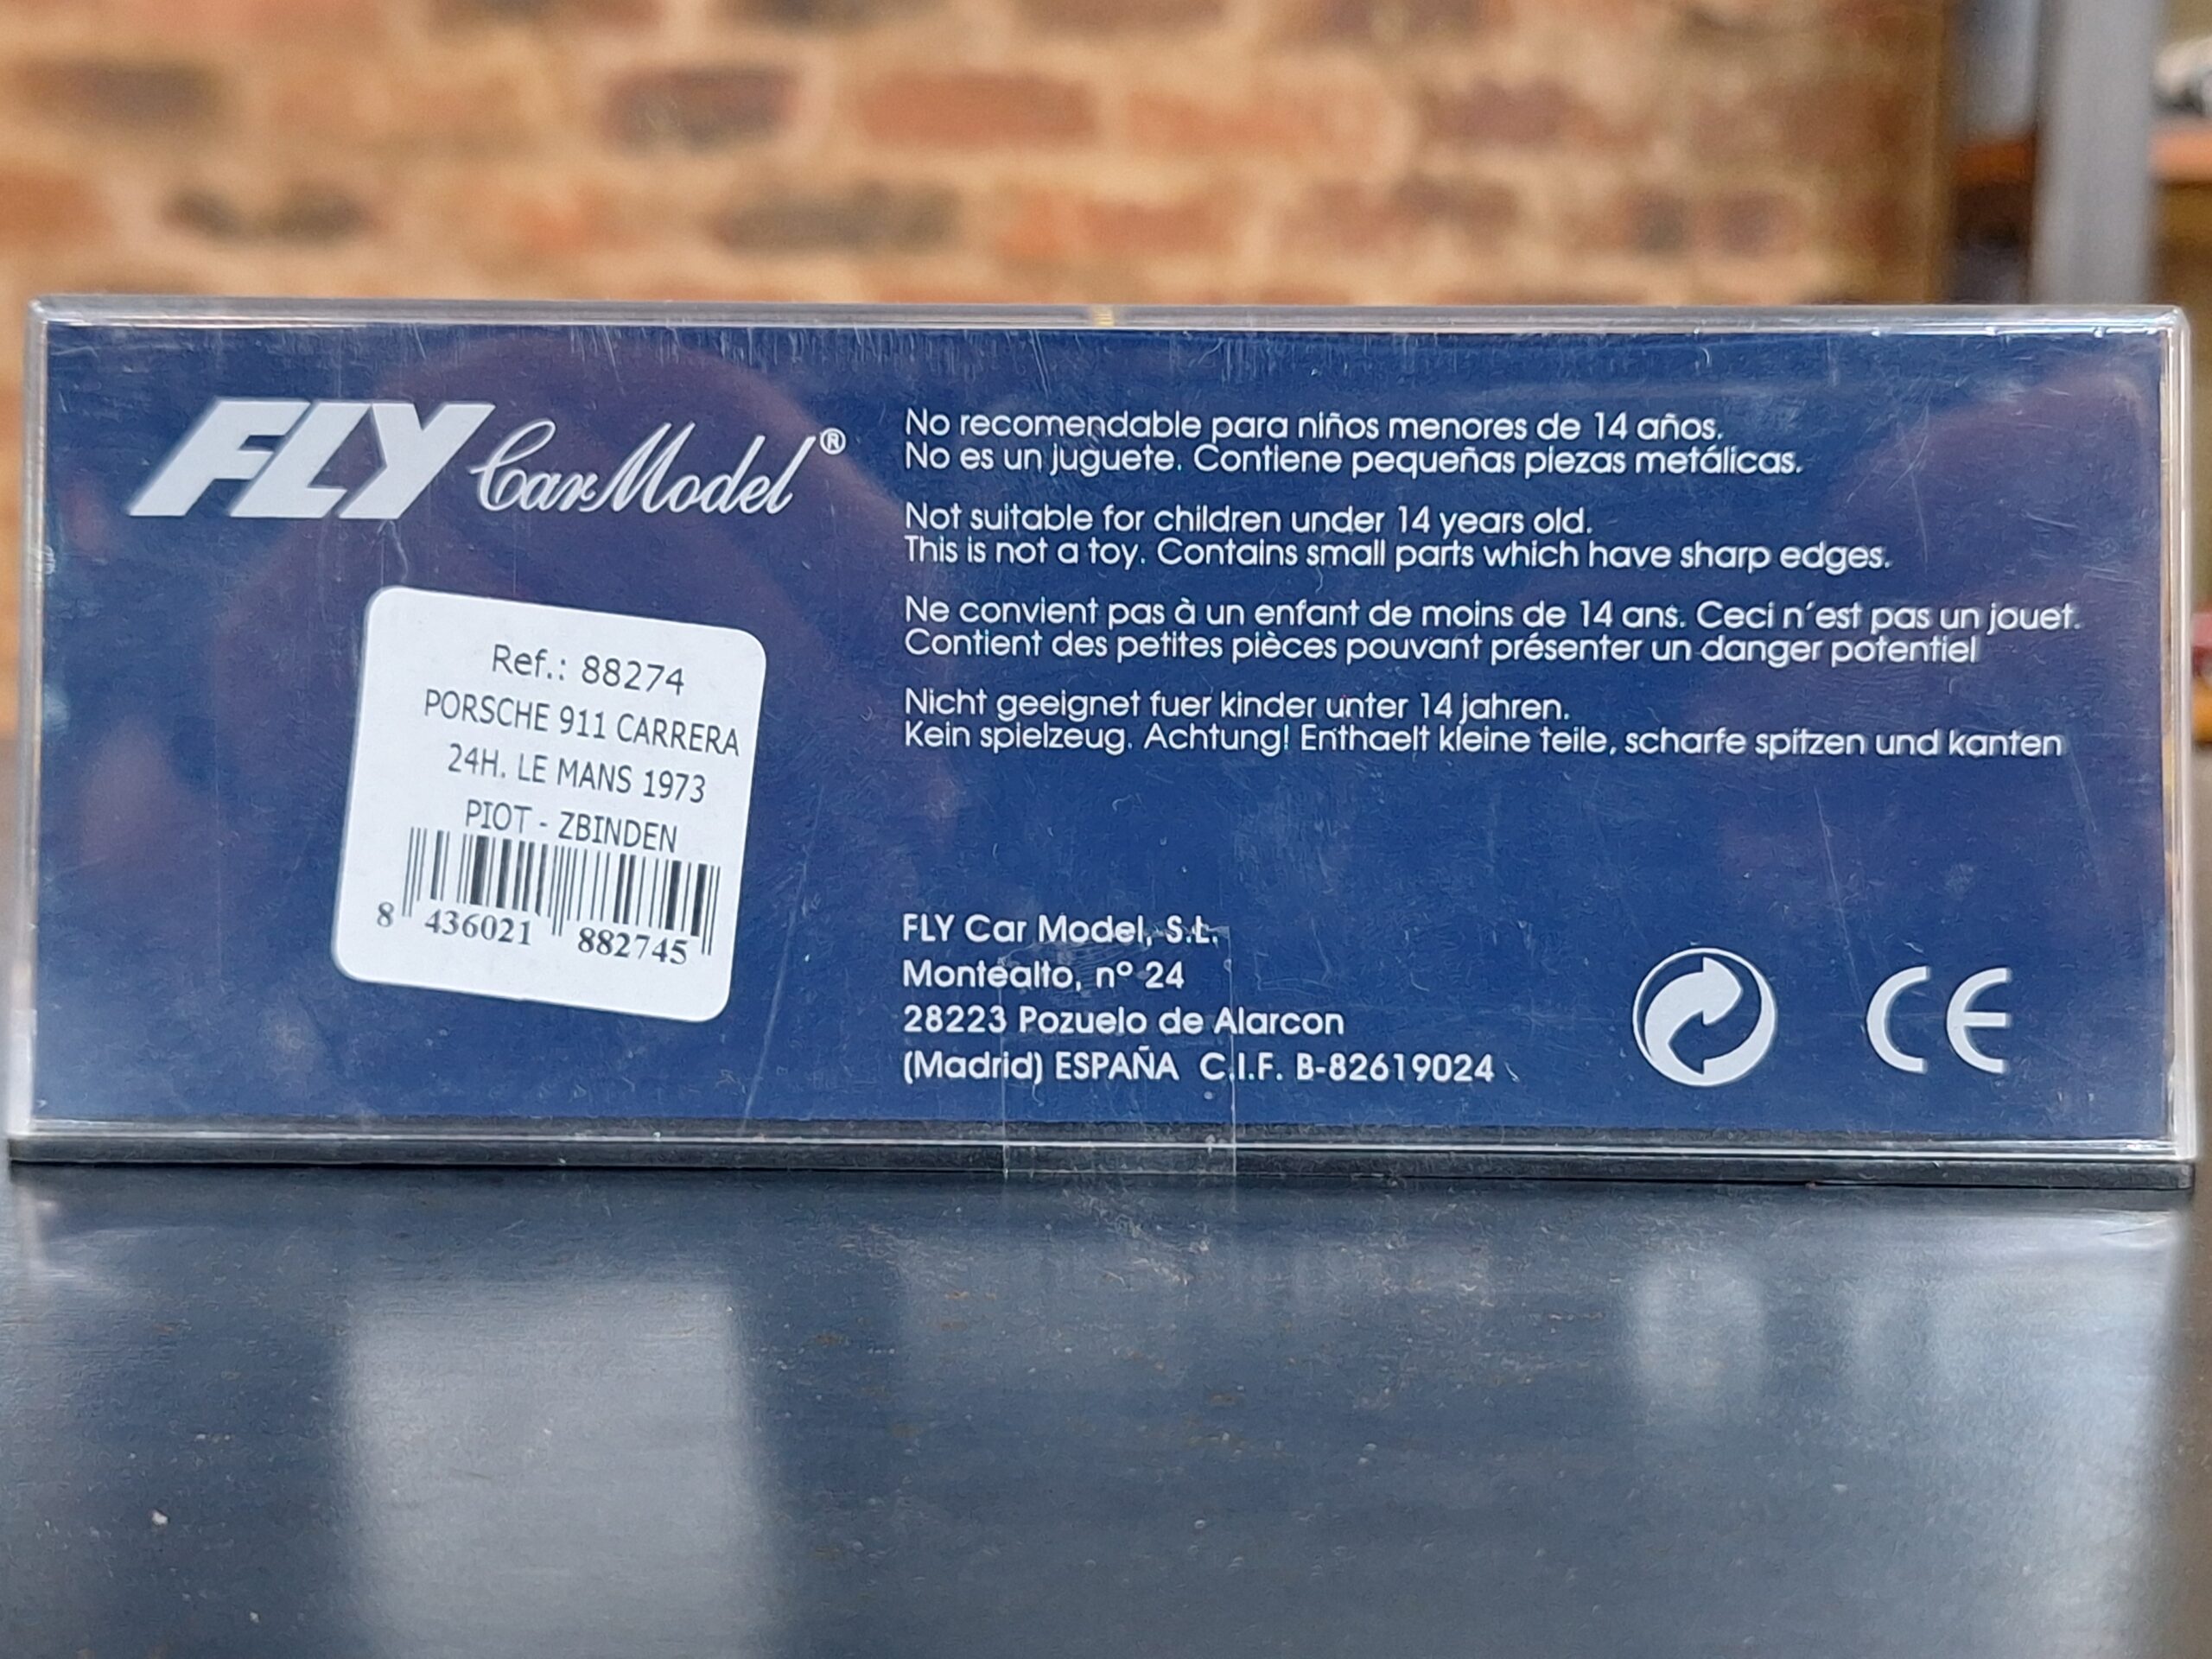 FLY Car Model®
Ref.: 88274
PORSCHE 911 CARRERA
24H. LE MANS 1973
PIOT - ZBINDEN
8 436021 882745
No recomendable para niños menores de 14 años.
No es un juguete. Contiene pequeñas piezas metálicas.
Not suitable for children under 14 years old.
This is not a toy. Contains small parts which have sharp edges.
Ne convient pas à un enfant de moins de 14 ans. Ceci n´est pas un jouet.
Contient des petites pièces pouvant présenter un danger potentiel
Nicht geeignet fuer kinder unter 14 jahren.
Kein spielzeug. Achtung! Enthaelt kleine teile, scharfe spitzen und kanten
FLY Car Model, S.L.
Montealto, nº 24
28223 Pozuelo de Alarcon
(Madrid) ESPAÑA C.I.F. B-82619024
CE